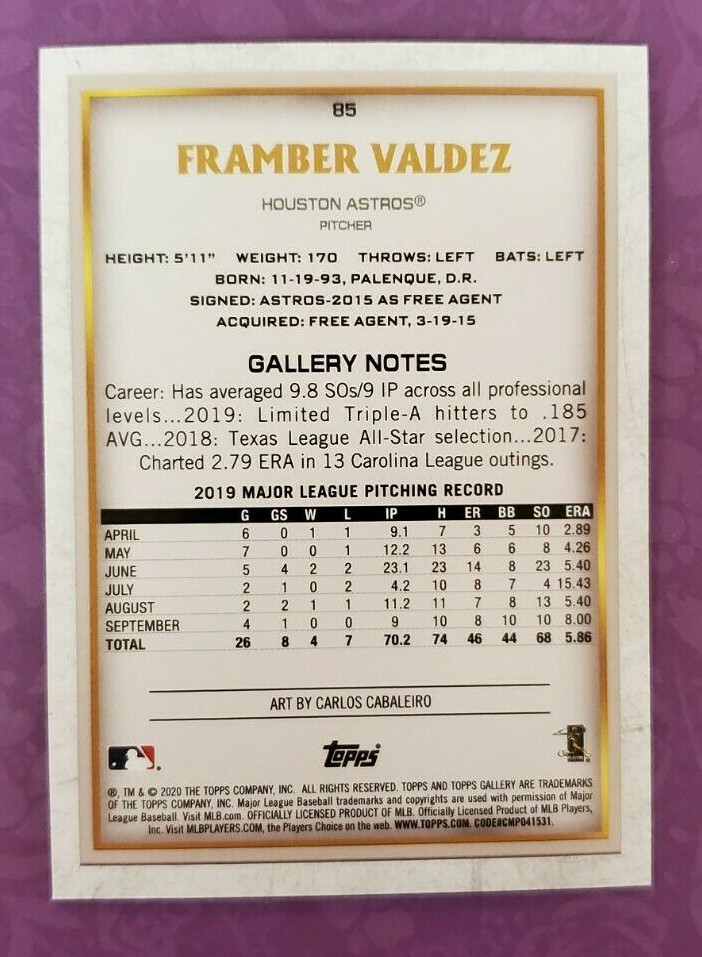 85
FRAMBER VALDEZ
HOUSTON ASTROS®
PITCHER
HEIGHT: 5'11" WEIGHT: 170 THROWS: LEFT BATS: LEFT
BORN: 11-19-93, PALENQUE, D.R.
SIGNED: ASTROS-2015 AS FREE AGENT
ACQUIRED: FREE AGENT, 3-19-15
GALLERY NOTES
Career: Has averaged 9.8 SOs/9 IP across all professional
levels...2019: Limited Triple-A hitters to .185
AVG...2018: Texas League All-Star selection...2017:
Charted 2.79 ERA in 13 Carolina League outings.
2019 MAJOR LEAGUE PITCHING RECORD
G GS W L IP H ER BB SO ERA
APRIL 6 0 1 1 9.1 7 3 5 10 2.89
MAY 7 0 0 1 12.2 13 6 6 8 4.26
JUNE 5 4 2 2 23.1 23 14 8 23 5.40
JULY 2 1 0 2 4.2 10 8 7 4 15.43
AUGUST 2 2 1 1 11.2 11 7 8 13 5.40
SEPTEMBER 4 1 0 0 9 10 8 10 10 8.00
TOTAL 26 8 4 7 70.2 74 46 44 68 5.86
ART BY CARLOS CABALEIRO
topps
®, TM & © 2020 THE TOPPS COMPANY, INC. ALL RIGHTS RESERVED. TOPPS AND TOPPS GALLERY ARE TRADEMARKS
OF THE TOPPS COMPANY, INC. Major League Baseball trademarks and copyrights are used with permission of Major
League Baseball. Visit MLB.com. OFFICIALLY LICENSED PRODUCT OF MLB. Officially Licensed Product of MLB Players,
Inc. Visit MLBPLAYERS.COM, the Players Choice on the web. WWW.TOPPS.COM. CODE#CMP041531.